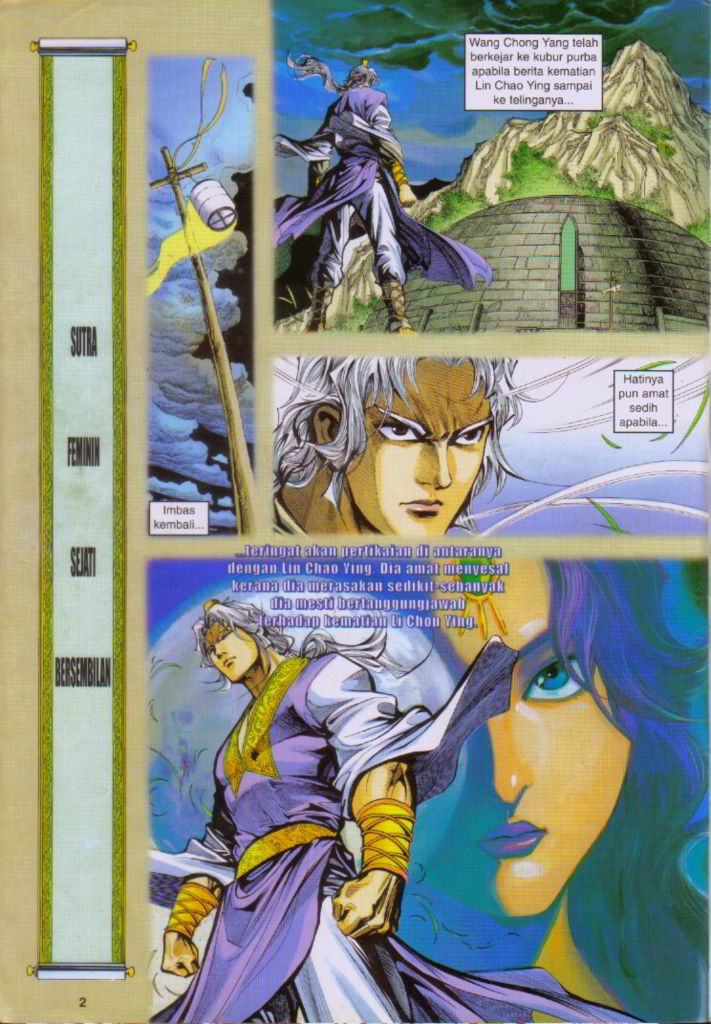 SUTRA
FEMININ
SEJATI
BERSEMBILAN
Imbas
kembali...
Wang Chong Yang telah
berkejar ke kubur purba
apabila berita kematian
Lin Chao Ying sampai
ke telinganya...
Hatinya
pun amat
sedih
apabila...
...teringat akan pertikaian di antaranya
dengan Lin Chao Ying. Dia amat menyesal
kerana dia merasakan sedikit-sebanyak
dia mesti bertanggungjawab
terhadap kematian Li Chou Ying.
2